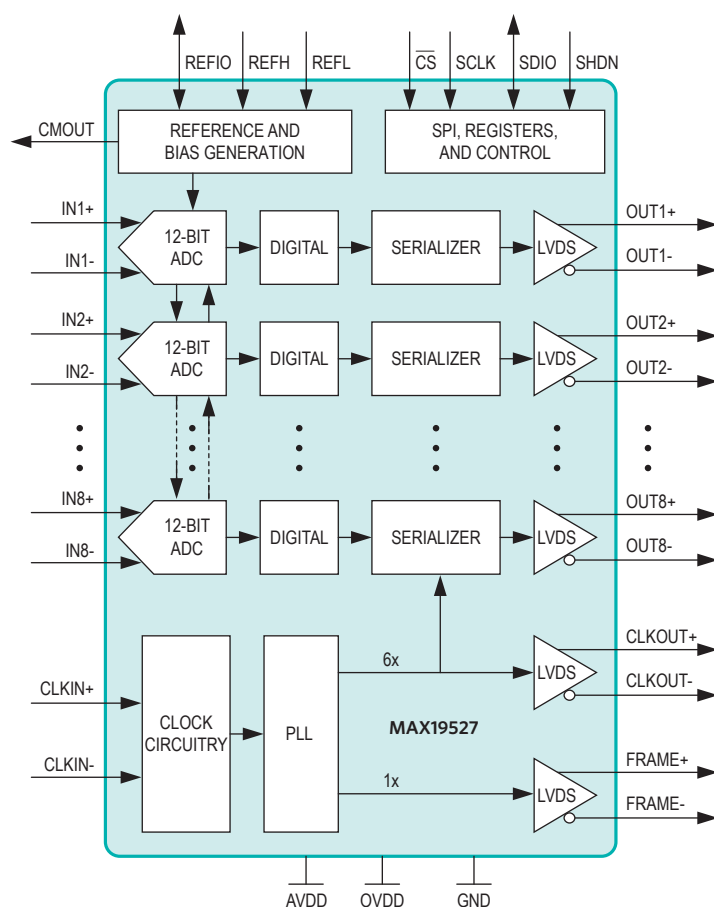 REFIO
REFH
REFL
CS
SCLK
SDIO
SHDN
CMOUT
REFERENCE AND
BIAS GENERATION
SPI, REGISTERS,
AND CONTROL
IN1+
IN1-
12-BIT
ADC
DIGITAL
SERIALIZER
LVDS
OUT1+
OUT1-
IN2+
IN2-
12-BIT
ADC
DIGITAL
SERIALIZER
LVDS
OUT2+
OUT2-
IN8+
IN8-
12-BIT
ADC
DIGITAL
SERIALIZER
LVDS
OUT8+
OUT8-
CLKIN+
CLKIN-
CLOCK
CIRCUITRY
PLL
6x
1x
MAX19527
LVDS
CLKOUT+
CLKOUT-
LVDS
FRAME+
FRAME-
AVDD
OVDD
GND